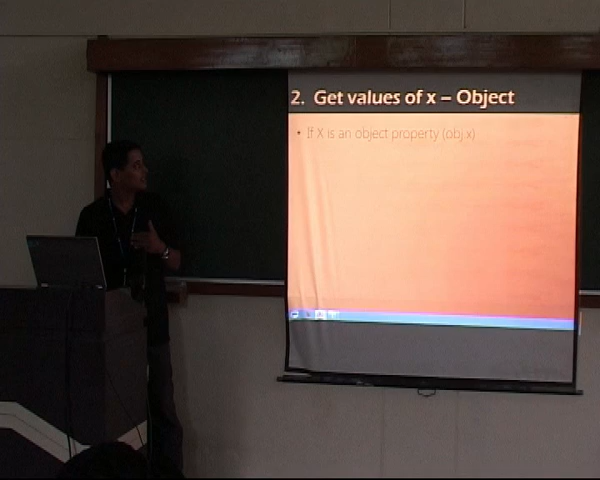 2. Get values of x – Object
• If X is an object property (obj.x)